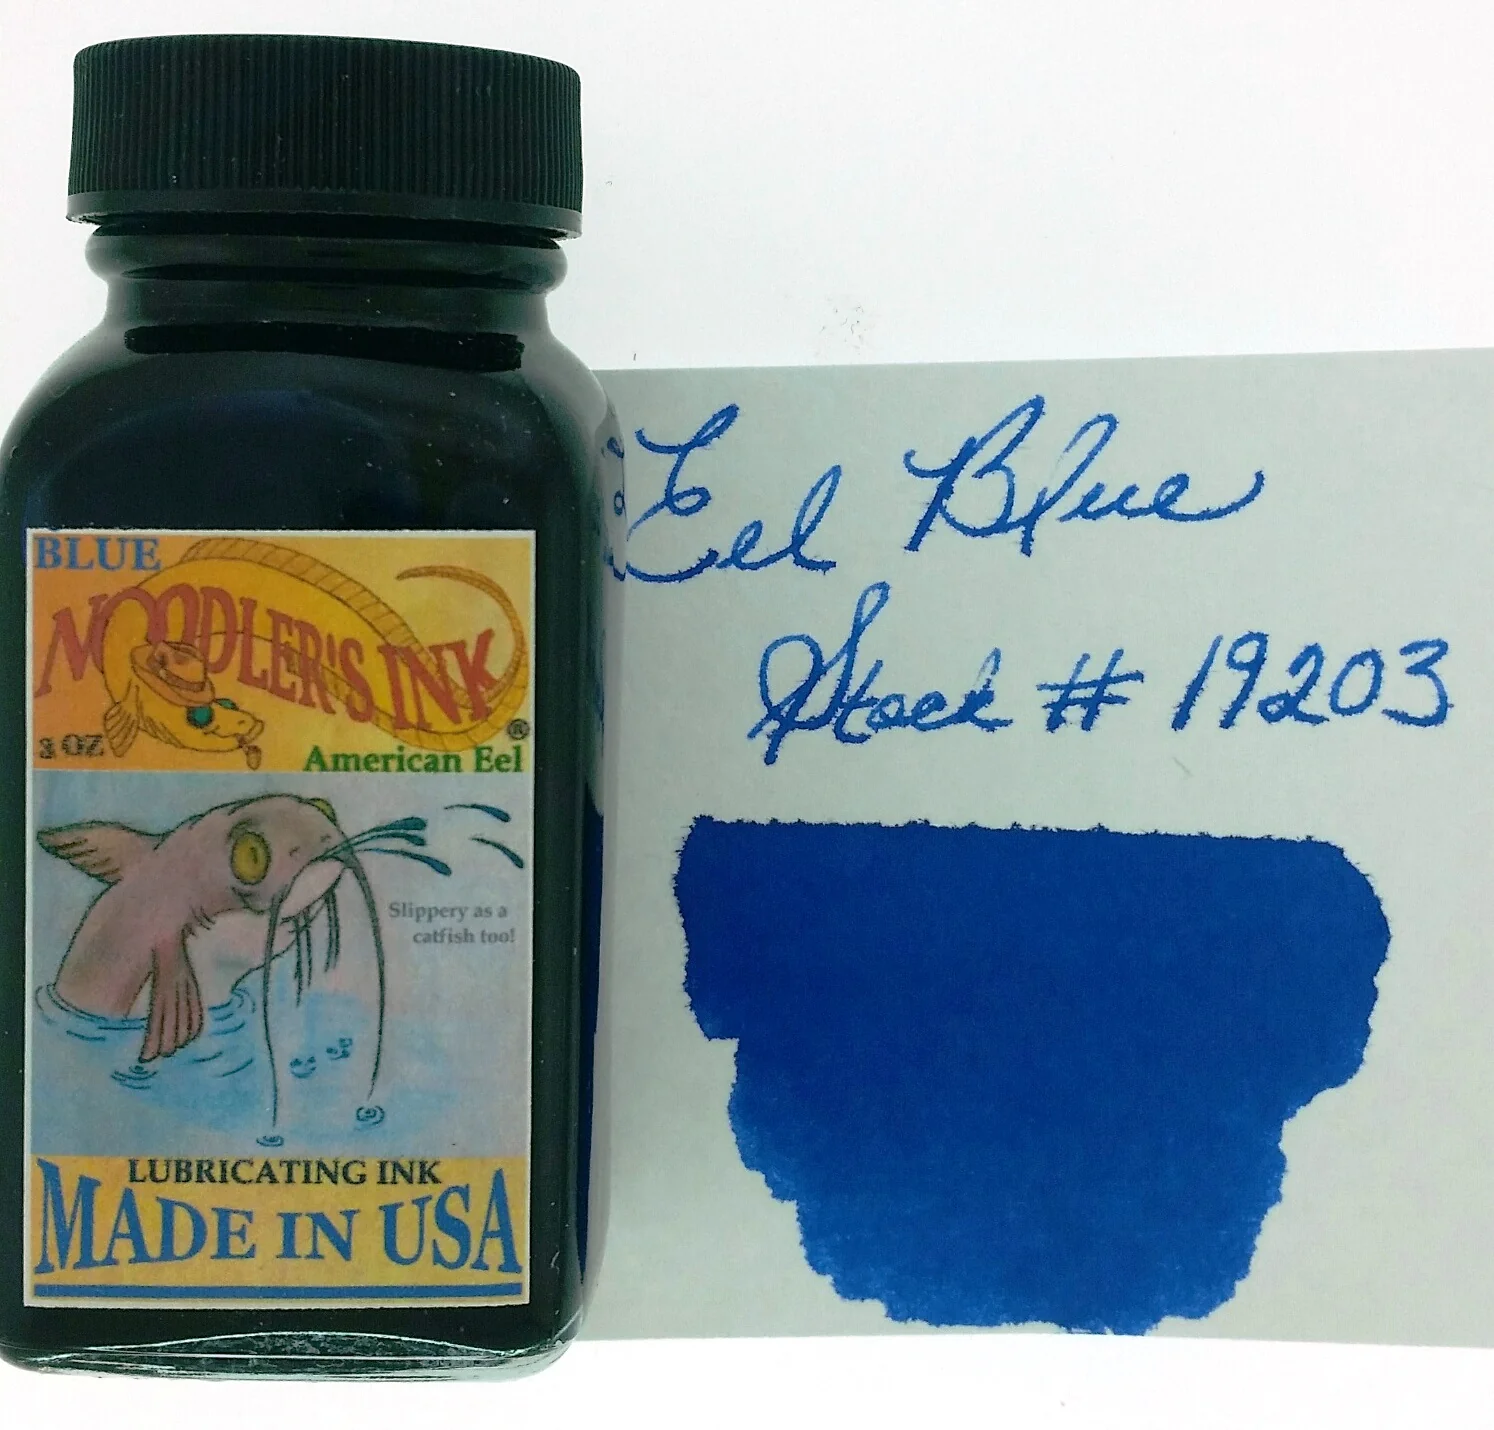 BLUE
NOODLER'S INK®
3 OZ
American Eel
Slippery as a
catfish too!
LUBRICATING INK
MADE IN USA
Eel Blue
Stock # 19203